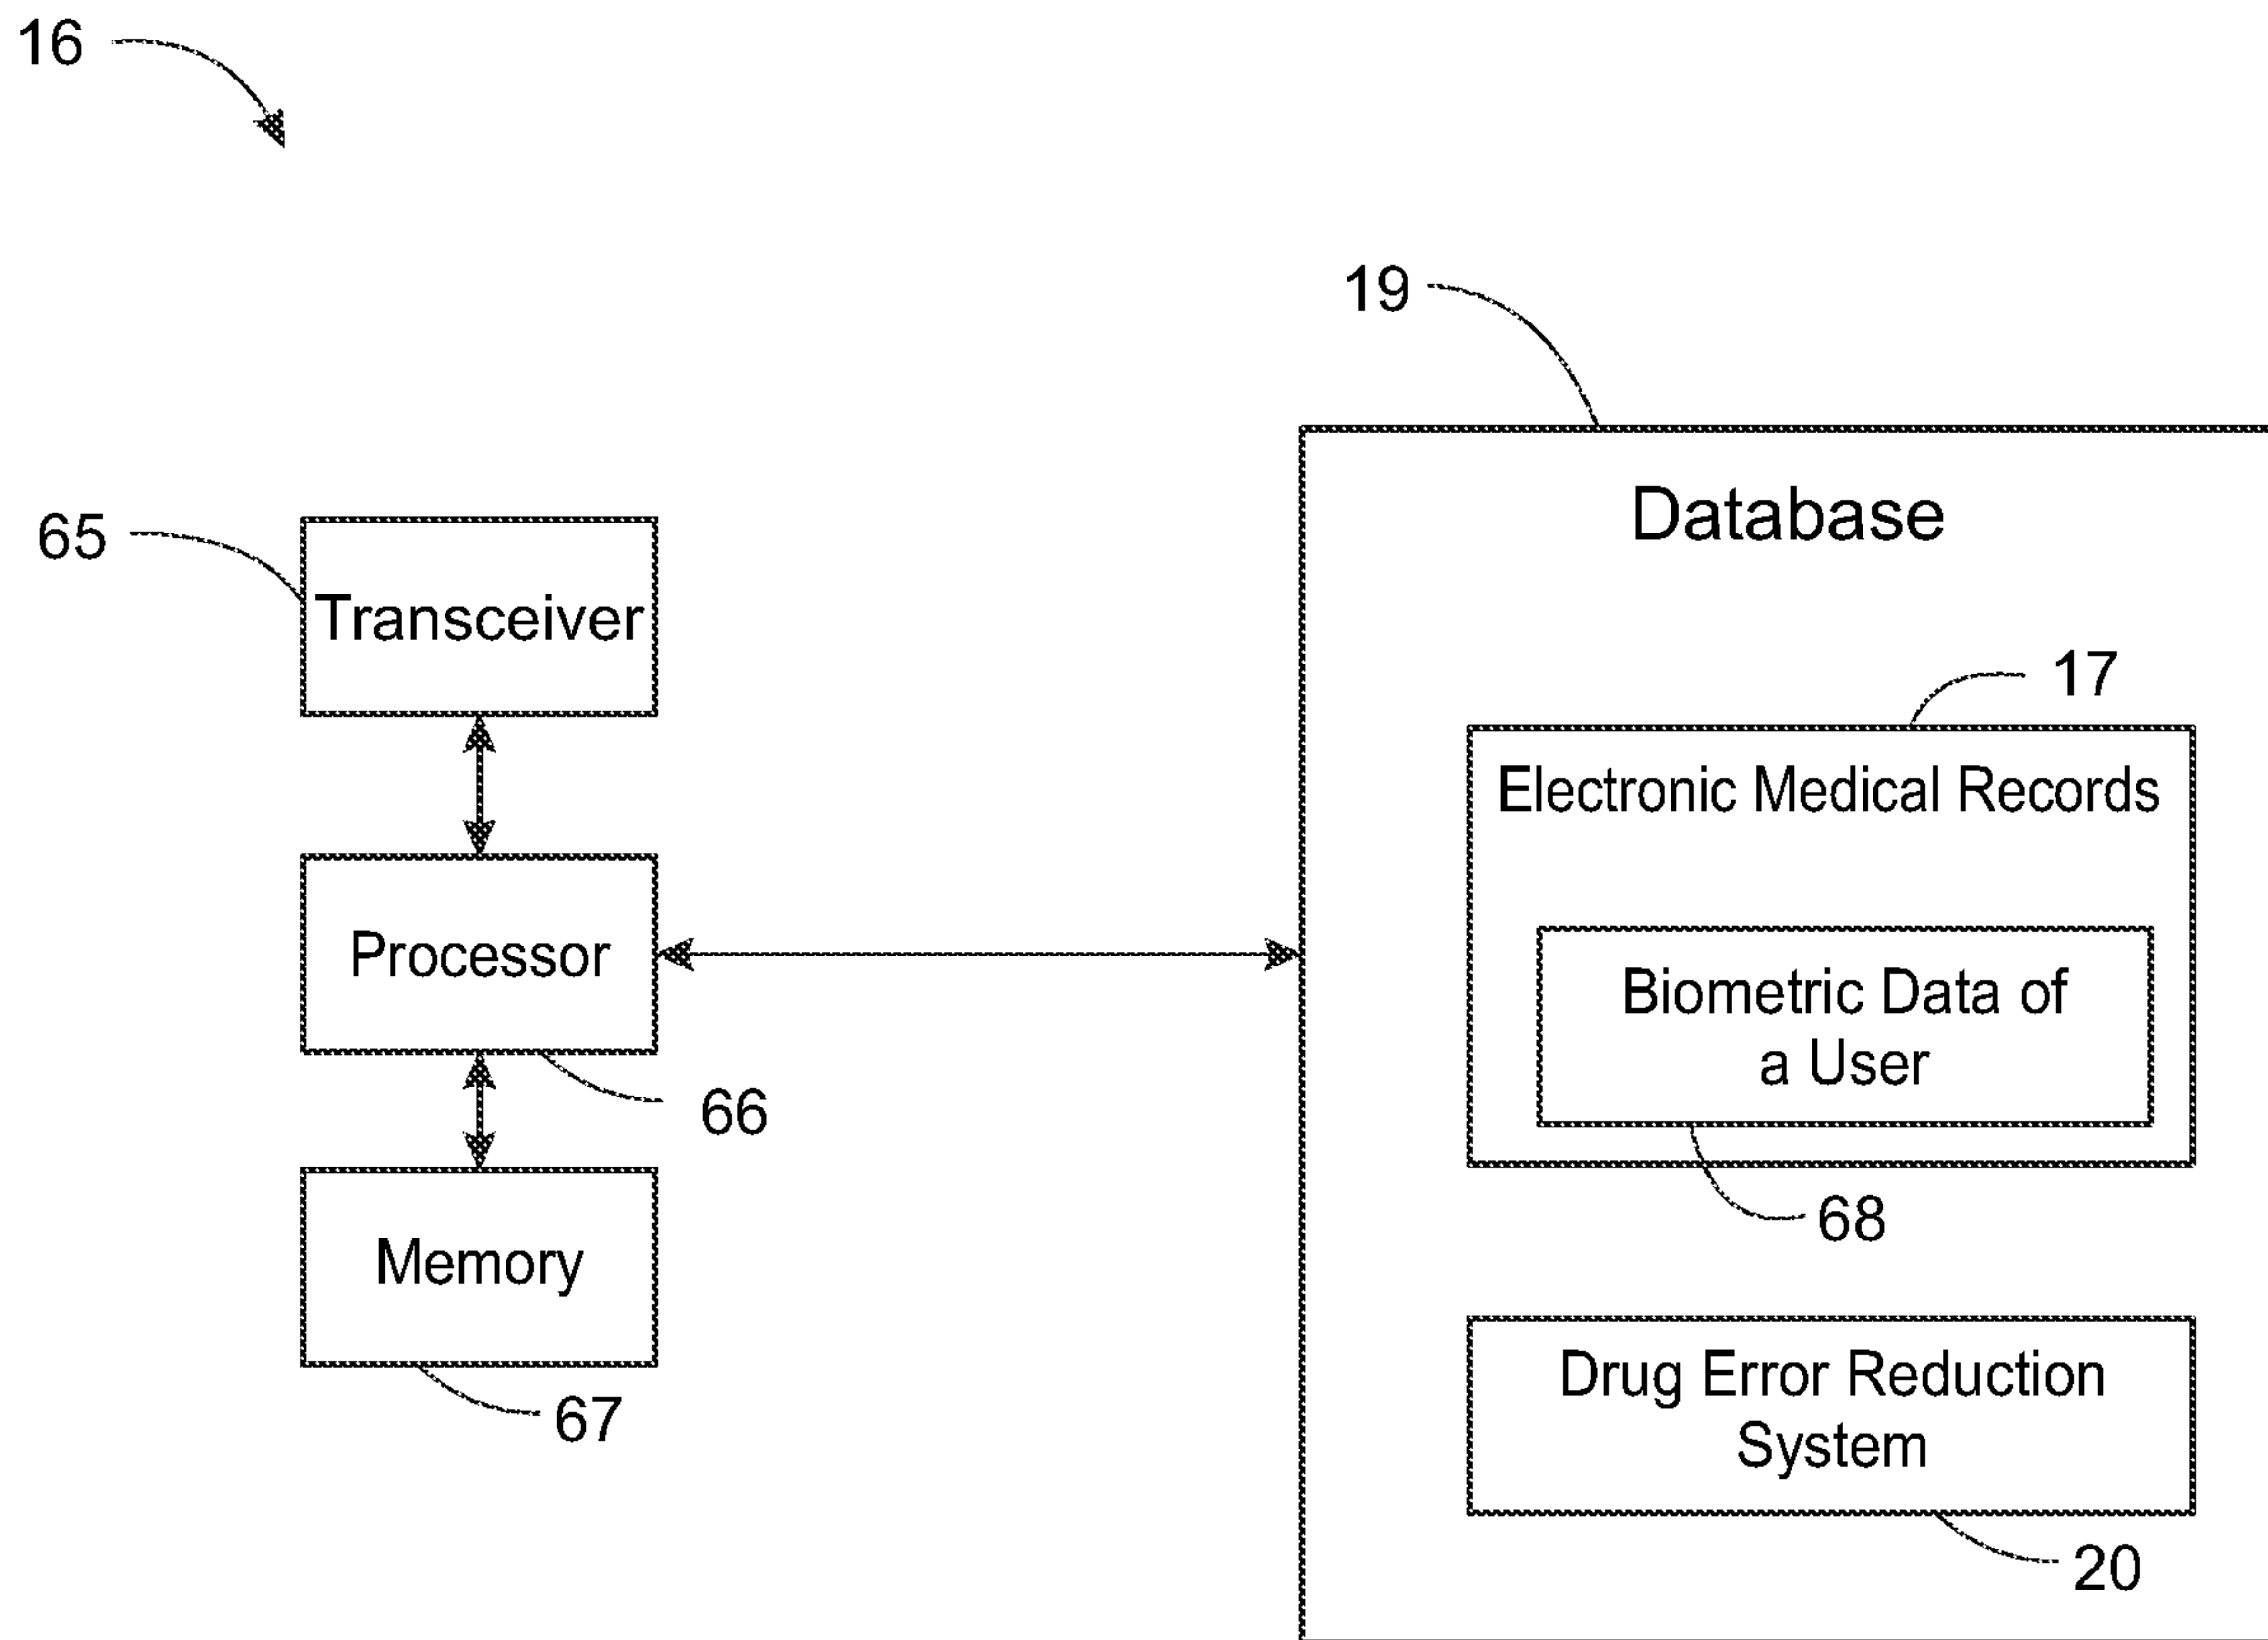 16
19
Database
65
Transceiver
17
Electronic Medical Records
Processor
Biometric Data of
a User
66
68
Memory
67
Drug Error Reduction
System
20